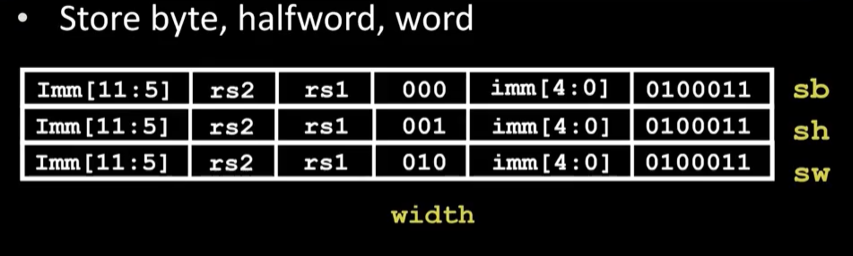 • Store byte, halfword, word
Imm[11:5] rs2 rs1 000 imm[4:0] 0100011 sb
Imm[11:5] rs2 rs1 001 imm[4:0] 0100011 sh
Imm[11:5] rs2 rs1 010 imm[4:0] 0100011 sw
width